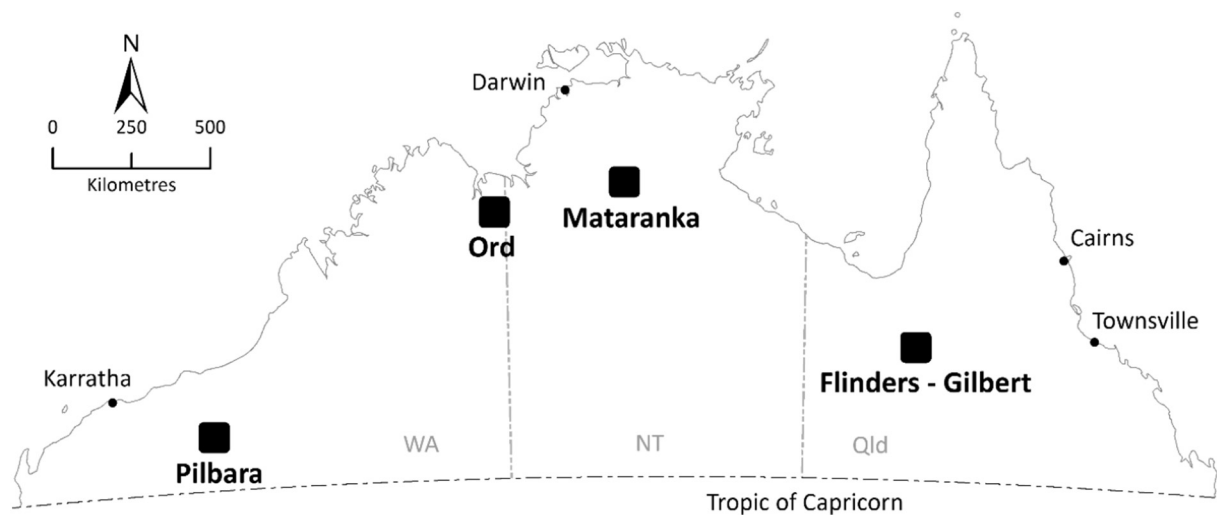 N
Darwin
0 250 500
Kilometres
Mataranka
Ord
Cairns
Townsville
Karratha
Flinders - Gilbert
WA
NT
Qld
Pilbara
Tropic of Capricorn